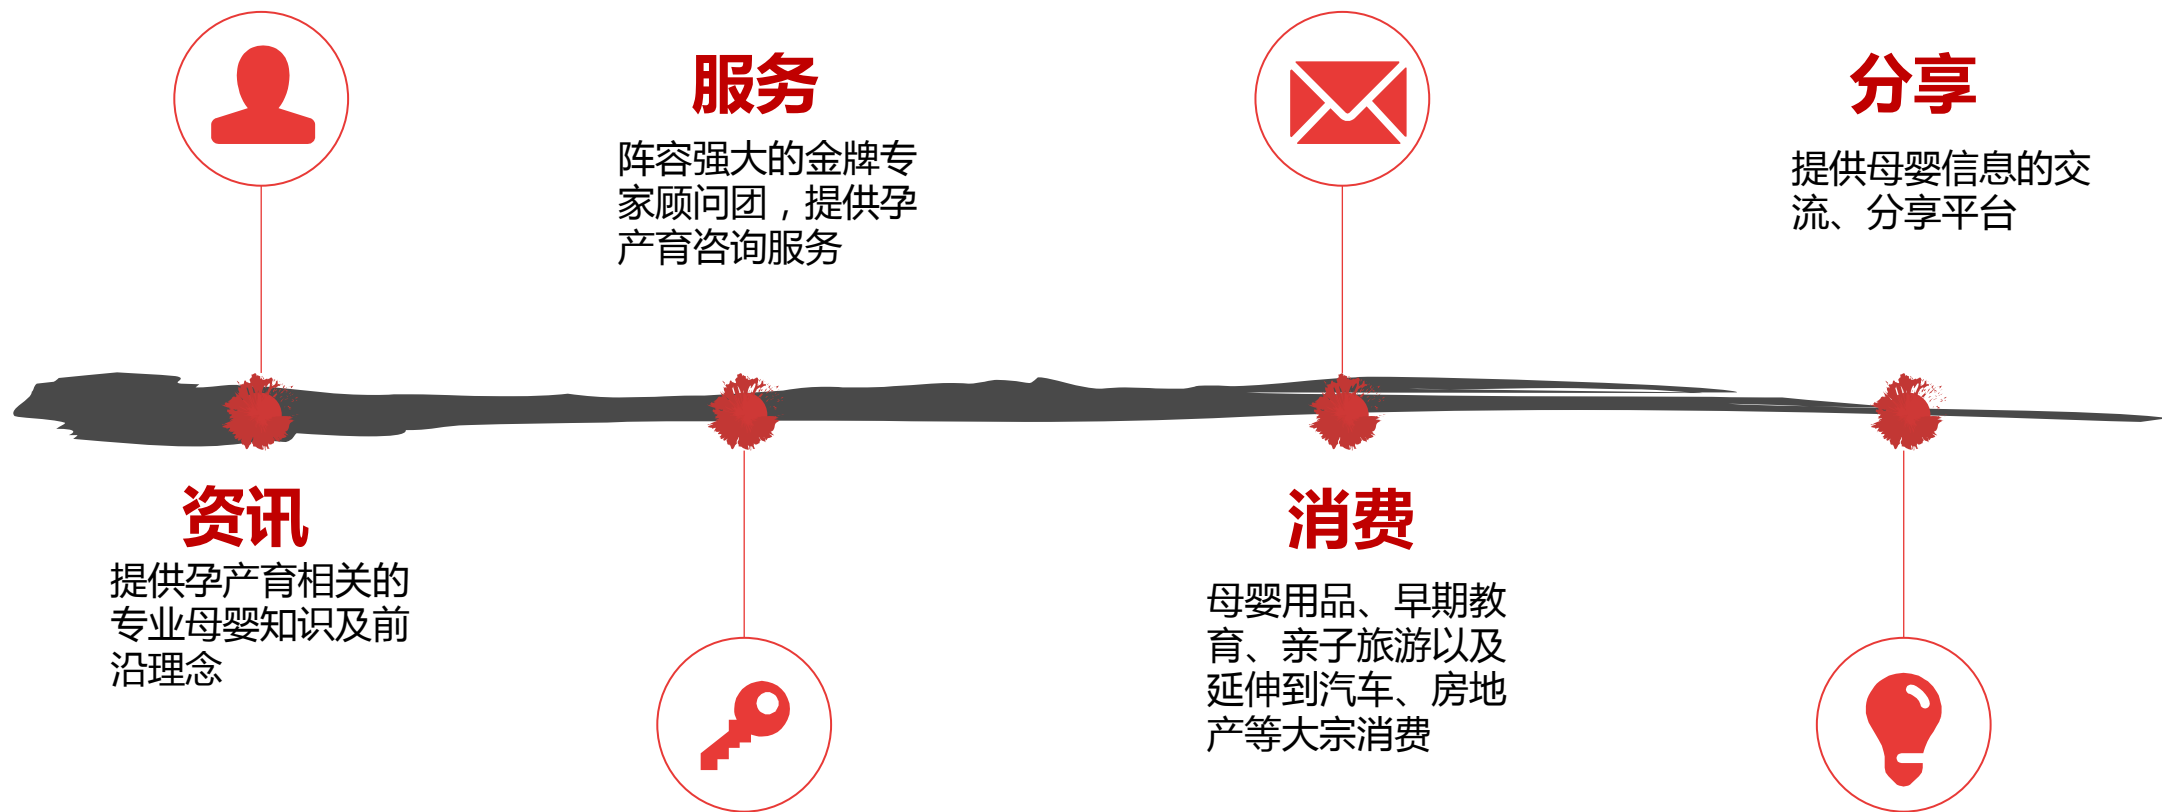 服务
阵容强大的金牌专
家顾问团，提供孕
产育咨询服务
分享
提供母婴信息的交
流、分享平台
资讯
提供孕产育相关的
专业母婴知识及前
沿理念
消费
母婴用品、早期教
育、亲子旅游以及
延伸到汽车、房地
产等大宗消费